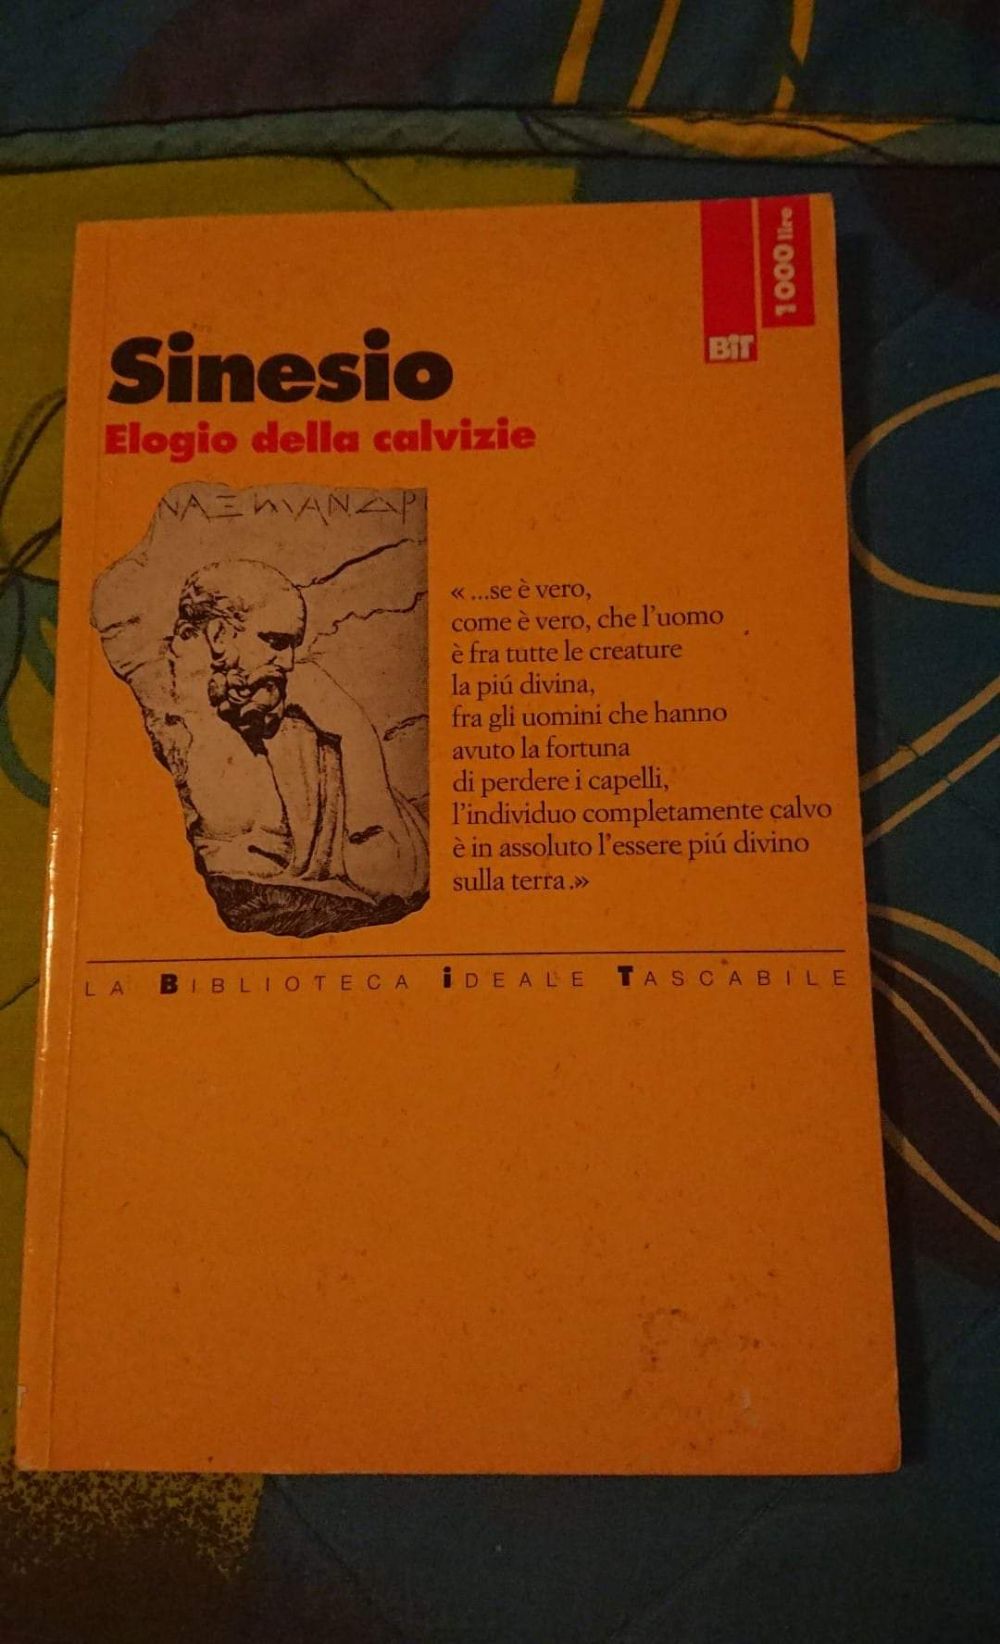 1000 lire
BiT
Sinesio
Elogio della calvizie
ΝΑΞΙΜΑΝΔΡ
« ...se è vero,
come è vero, che l'uomo
è fra tutte le creature
la piú divina,
fra gli uomini che hanno
avuto la fortuna
di perdere i capelli,
l'individuo completamente calvo
è in assoluto l'essere piú divino
sulla terra.»
LA BIBLIOTECA iDEALE TASCABILE